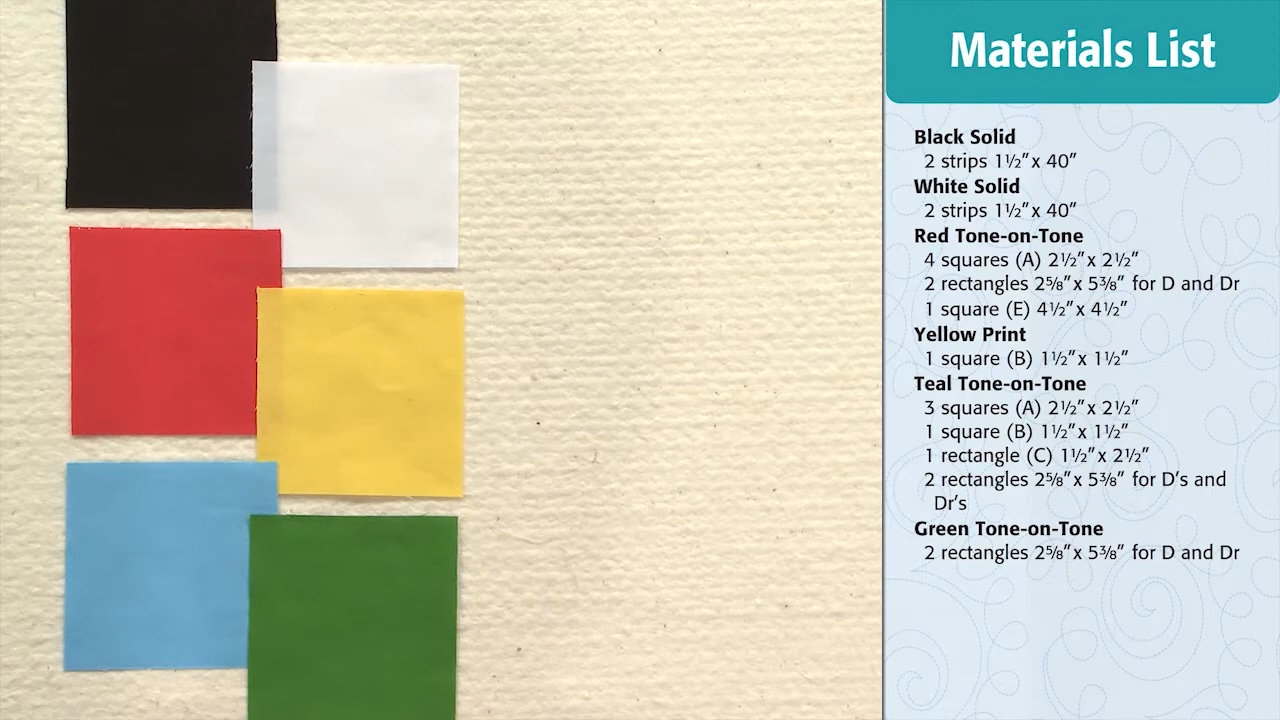 Materials List
Black Solid
2 strips 1½” x 40”
White Solid
2 strips 1½” x 40”
Red Tone-on-Tone
4 squares (A) 2½” x 2½”
2 rectangles 2⅝” x 5⅜” for D and Dr
1 square (E) 4½” x 4½”
Yellow Print
1 square (B) 1½” x 1½”
Teal Tone-on-Tone
3 squares (A) 2½” x 2½”
1 square (B) 1½” x 1½”
1 rectangle (C) 1½” x 2½”
2 rectangles 2⅝” x 5⅜” for D’s and
Dr’s
Green Tone-on-Tone
2 rectangles 2⅝” x 5⅜” for D and Dr